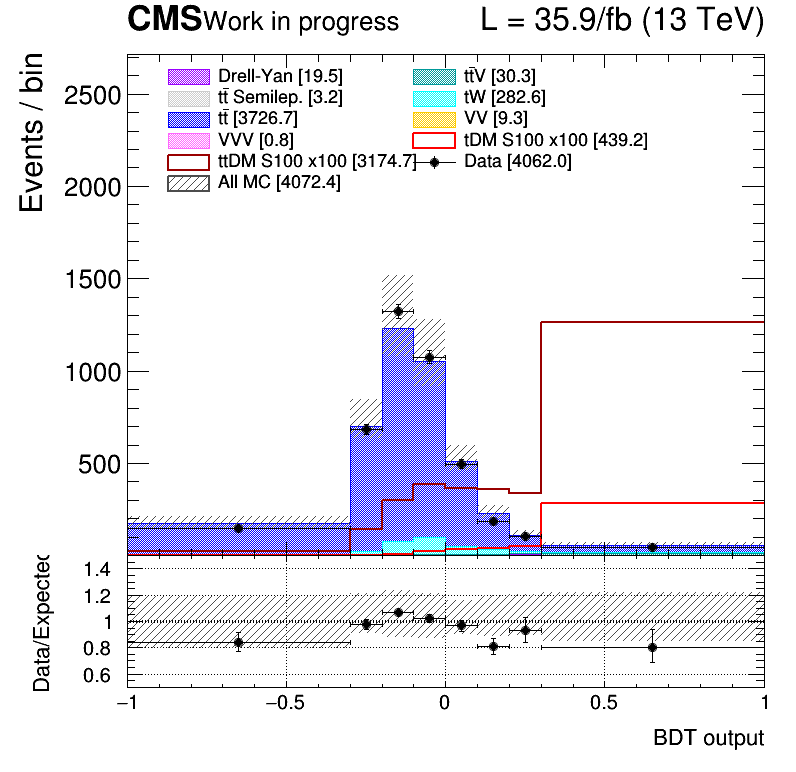 CMS Work in progress L = 35.9/fb (13 TeV)
Events / bin
Drell-Yan [19.5] tt̄V [30.3]
tt̄ Semilep. [3.2] tW [282.6]
tt̄ [3726.7] VV [9.3]
VVV [0.8] tDM S100 x100 [439.2]
ttDM S100 x100 [3174.7] Data [4062.0]
All MC [4072.4]
2500
2000
1500
1000
500
Data/Expected
1.4
1.2
1
0.8
0.6
−1 −0.5 0 0.5 1
BDT output